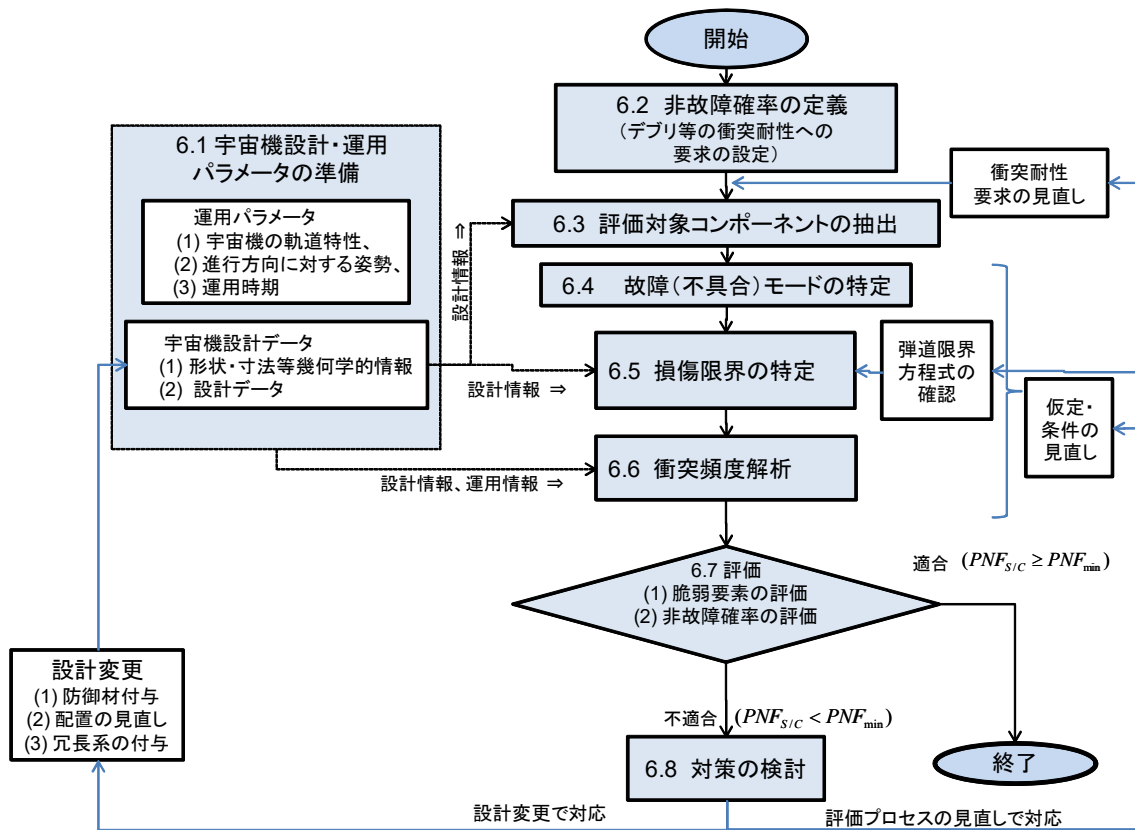 開始
6.2 非故障確率の定義
(デブリ等の衝突耐性への
要求の設定)
6.1 宇宙機設計・運用
パラメータの準備
運用パラメータ
(1) 宇宙機の軌道特性、
(2) 進行方向に対する姿勢、
(3) 運用時期
宇宙機設計データ
(1) 形状・寸法等幾何学的情報
(2) 設計データ
設計情報 ⇒
衝突耐性
要求の見直し
6.3 評価対象コンポーネントの抽出
6.4 故障(不具合)モードの特定
設計情報 ⇒
6.5 損傷限界の特定
弾道限界
方程式の
確認
仮定・
条件の
見直し
設計情報、運用情報 ⇒
6.6 衝突頻度解析
6.7 評価
(1) 脆弱要素の評価
(2) 非故障確率の評価
適合 (PNF_{S/C} ≥ PNF_{min})
不適合 (PNF_{S/C} < PNF_{min})
設計変更
(1) 防御材付与
(2) 配置の見直し
(3) 冗長系の付与
6.8 対策の検討
終了
設計変更で対応
評価プロセスの見直しで対応